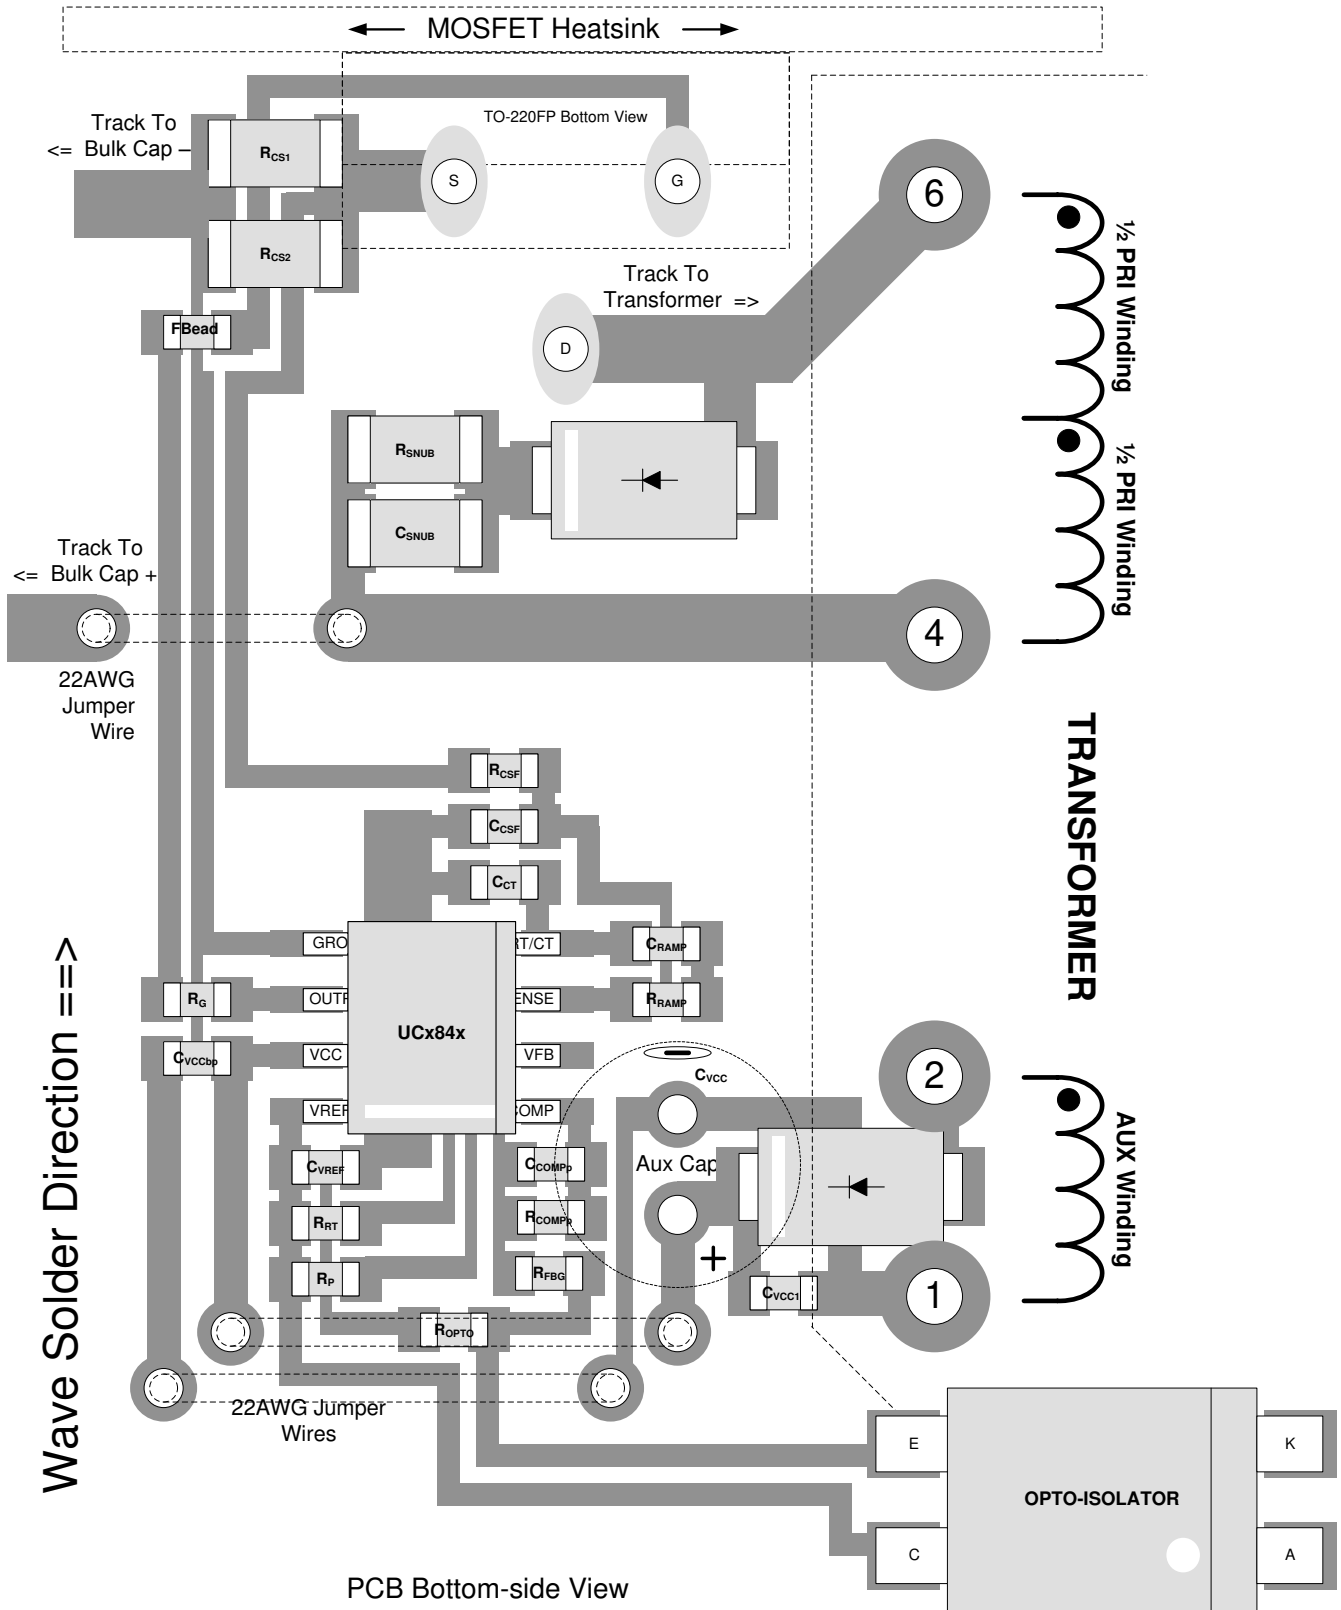 MOSFET Heatsink
Track To
<= Bulk Cap –
TO-220FP Bottom View
RCS1
S
G
6
½ PRI Winding
RCS2
Track To
Transformer =>
FBead
D
RSNUB
½ PRI Winding
CSNUB
Track To
<= Bulk Cap +
4
22AWG
Jumper
Wire
TRANSFORMER
RCSF
CCSF
CCT
GRO
RT/CT
CRAMP
RG
OUTP
ENSE
RRAMP
UCx84x
CVCCbp
VCC
VFB
CVCC
2
VREF
COMP
AUX Winding
CVREF
CCOMPp
Aux Cap
RRT
RCOMPp
+
RP
RFBG
CVCC1
1
ROPTO
22AWG Jumper
Wires
Wave Solder Direction ==>
E
K
OPTO-ISOLATOR
C
A
PCB Bottom-side View